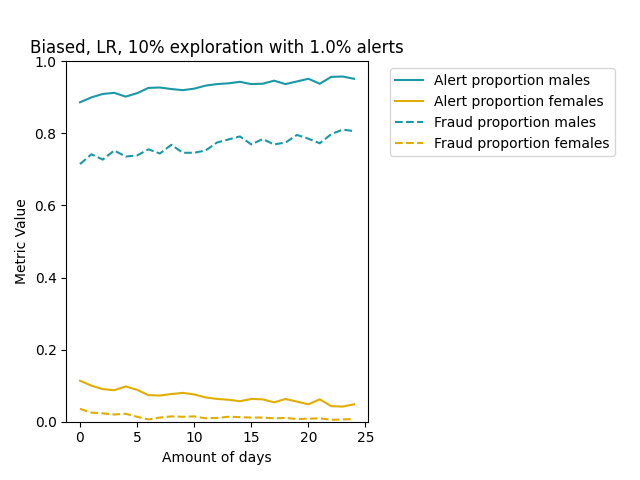 Biased, LR, 10% exploration with 1.0% alerts
1.0
0.8
0.6
0.4
0.2
0.0
Metric Value
0 5 10 15 20 25
Amount of days
Alert proportion males
Alert proportion females
Fraud proportion males
Fraud proportion females